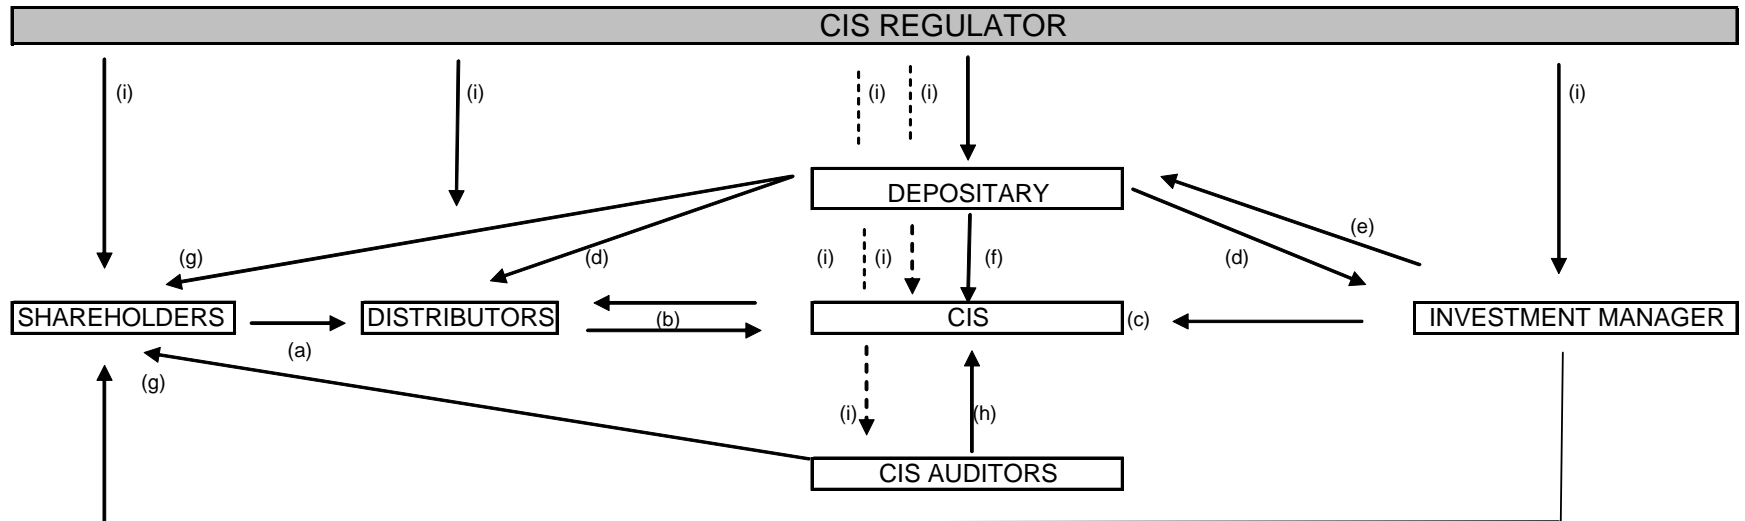 CIS REGULATOR
(i)
(i)
(i)
(i)
(i)
DEPOSITARY
(g)
(d)
(i)
(i)
(f)
(d)
(e)
SHAREHOLDERS
DISTRIBUTORS
(b)
CIS
(c)
INVESTMENT MANAGER
(a)
(g)
(i)
(h)
CIS AUDITORS